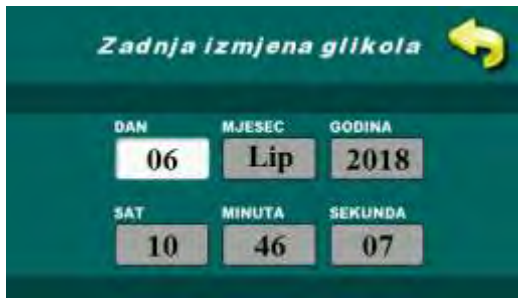 Zadnja izmjena glikola
DAN MJESEC GODINA
06 Lip 2018
SAT MINUTA SEKUNDA
10 46 07